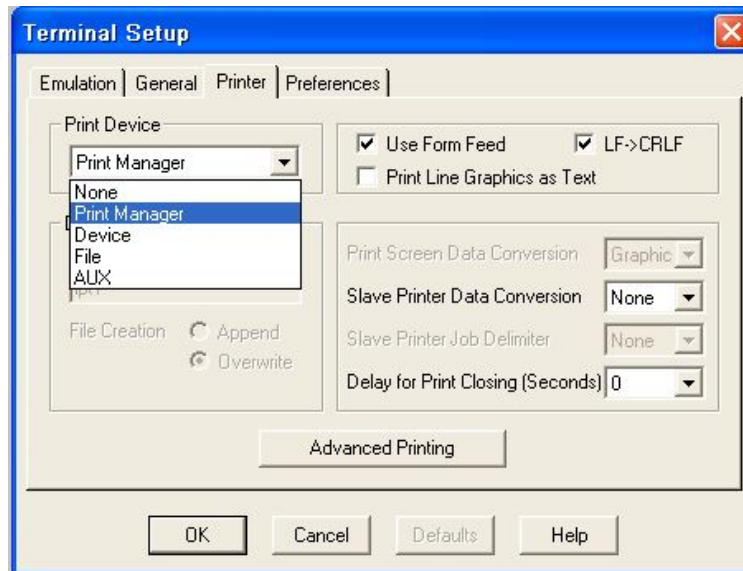 Terminal Setup
Emulation General Printer Preferences
Print Device
Print Manager
None
Print Manager
Device
File
AUX
File Creation Append
Overwrite
Use Form Feed LF->CRLF
Print Line Graphics as Text
Print Screen Data Conversion Graphic
Slave Printer Data Conversion None
Slave Printer Job Delimiter None
Delay for Print Closing (Seconds) 0
Advanced Printing
OK Cancel Defaults Help